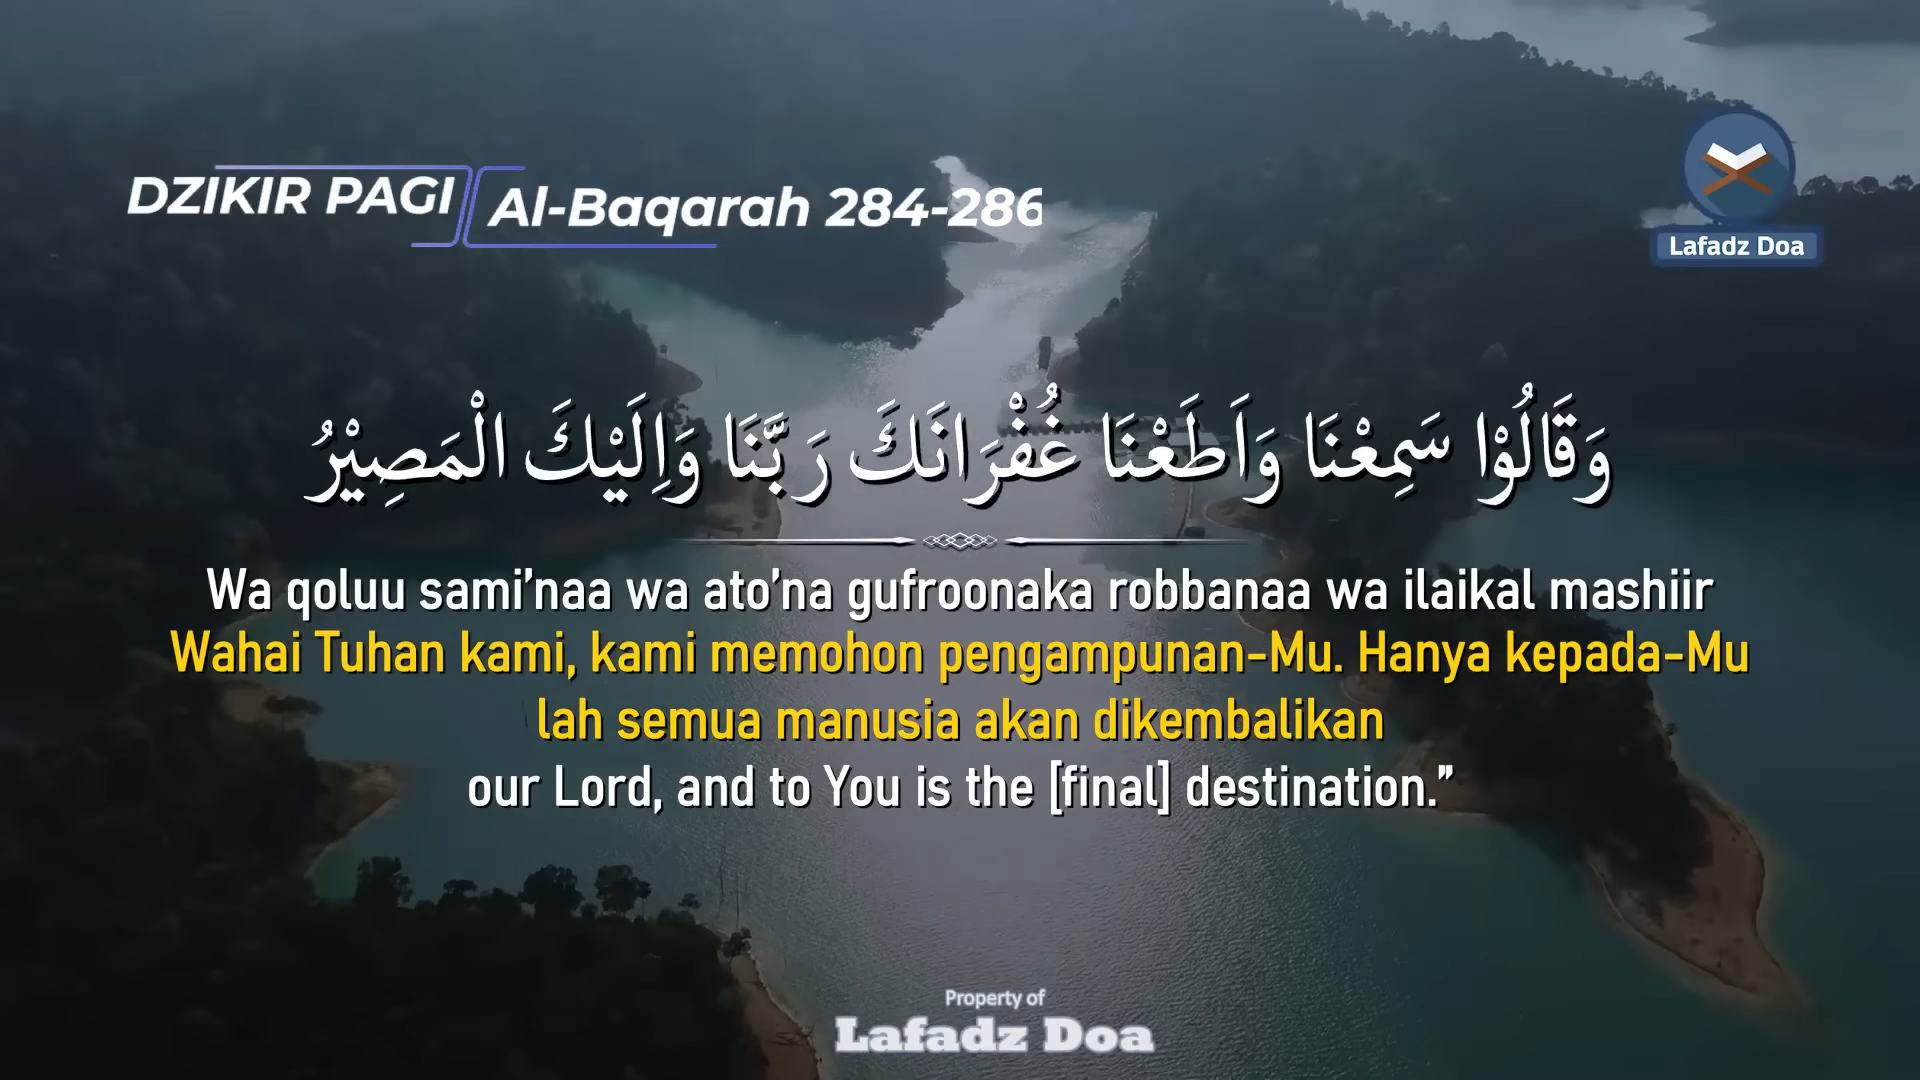 DZIKIR PAGI
Al-Baqarah 284-286
Lafadz Doa
وَقَالُوْا سَمِعْنَا وَاَطَعْنَا غُفْرَانَكَ رَبَّنَا وَاِلَيْكَ الْمَصِيْرُ
Wa qoluu sami’naa wa ato’na gufroonaka robbanaa wa ilaikal mashiir
Wahai Tuhan kami, kami memohon pengampunan-Mu. Hanya kepada-Mu
lah semua manusia akan dikembalikan
our Lord, and to You is the [final] destination.”
Property of
Lafadz Doa